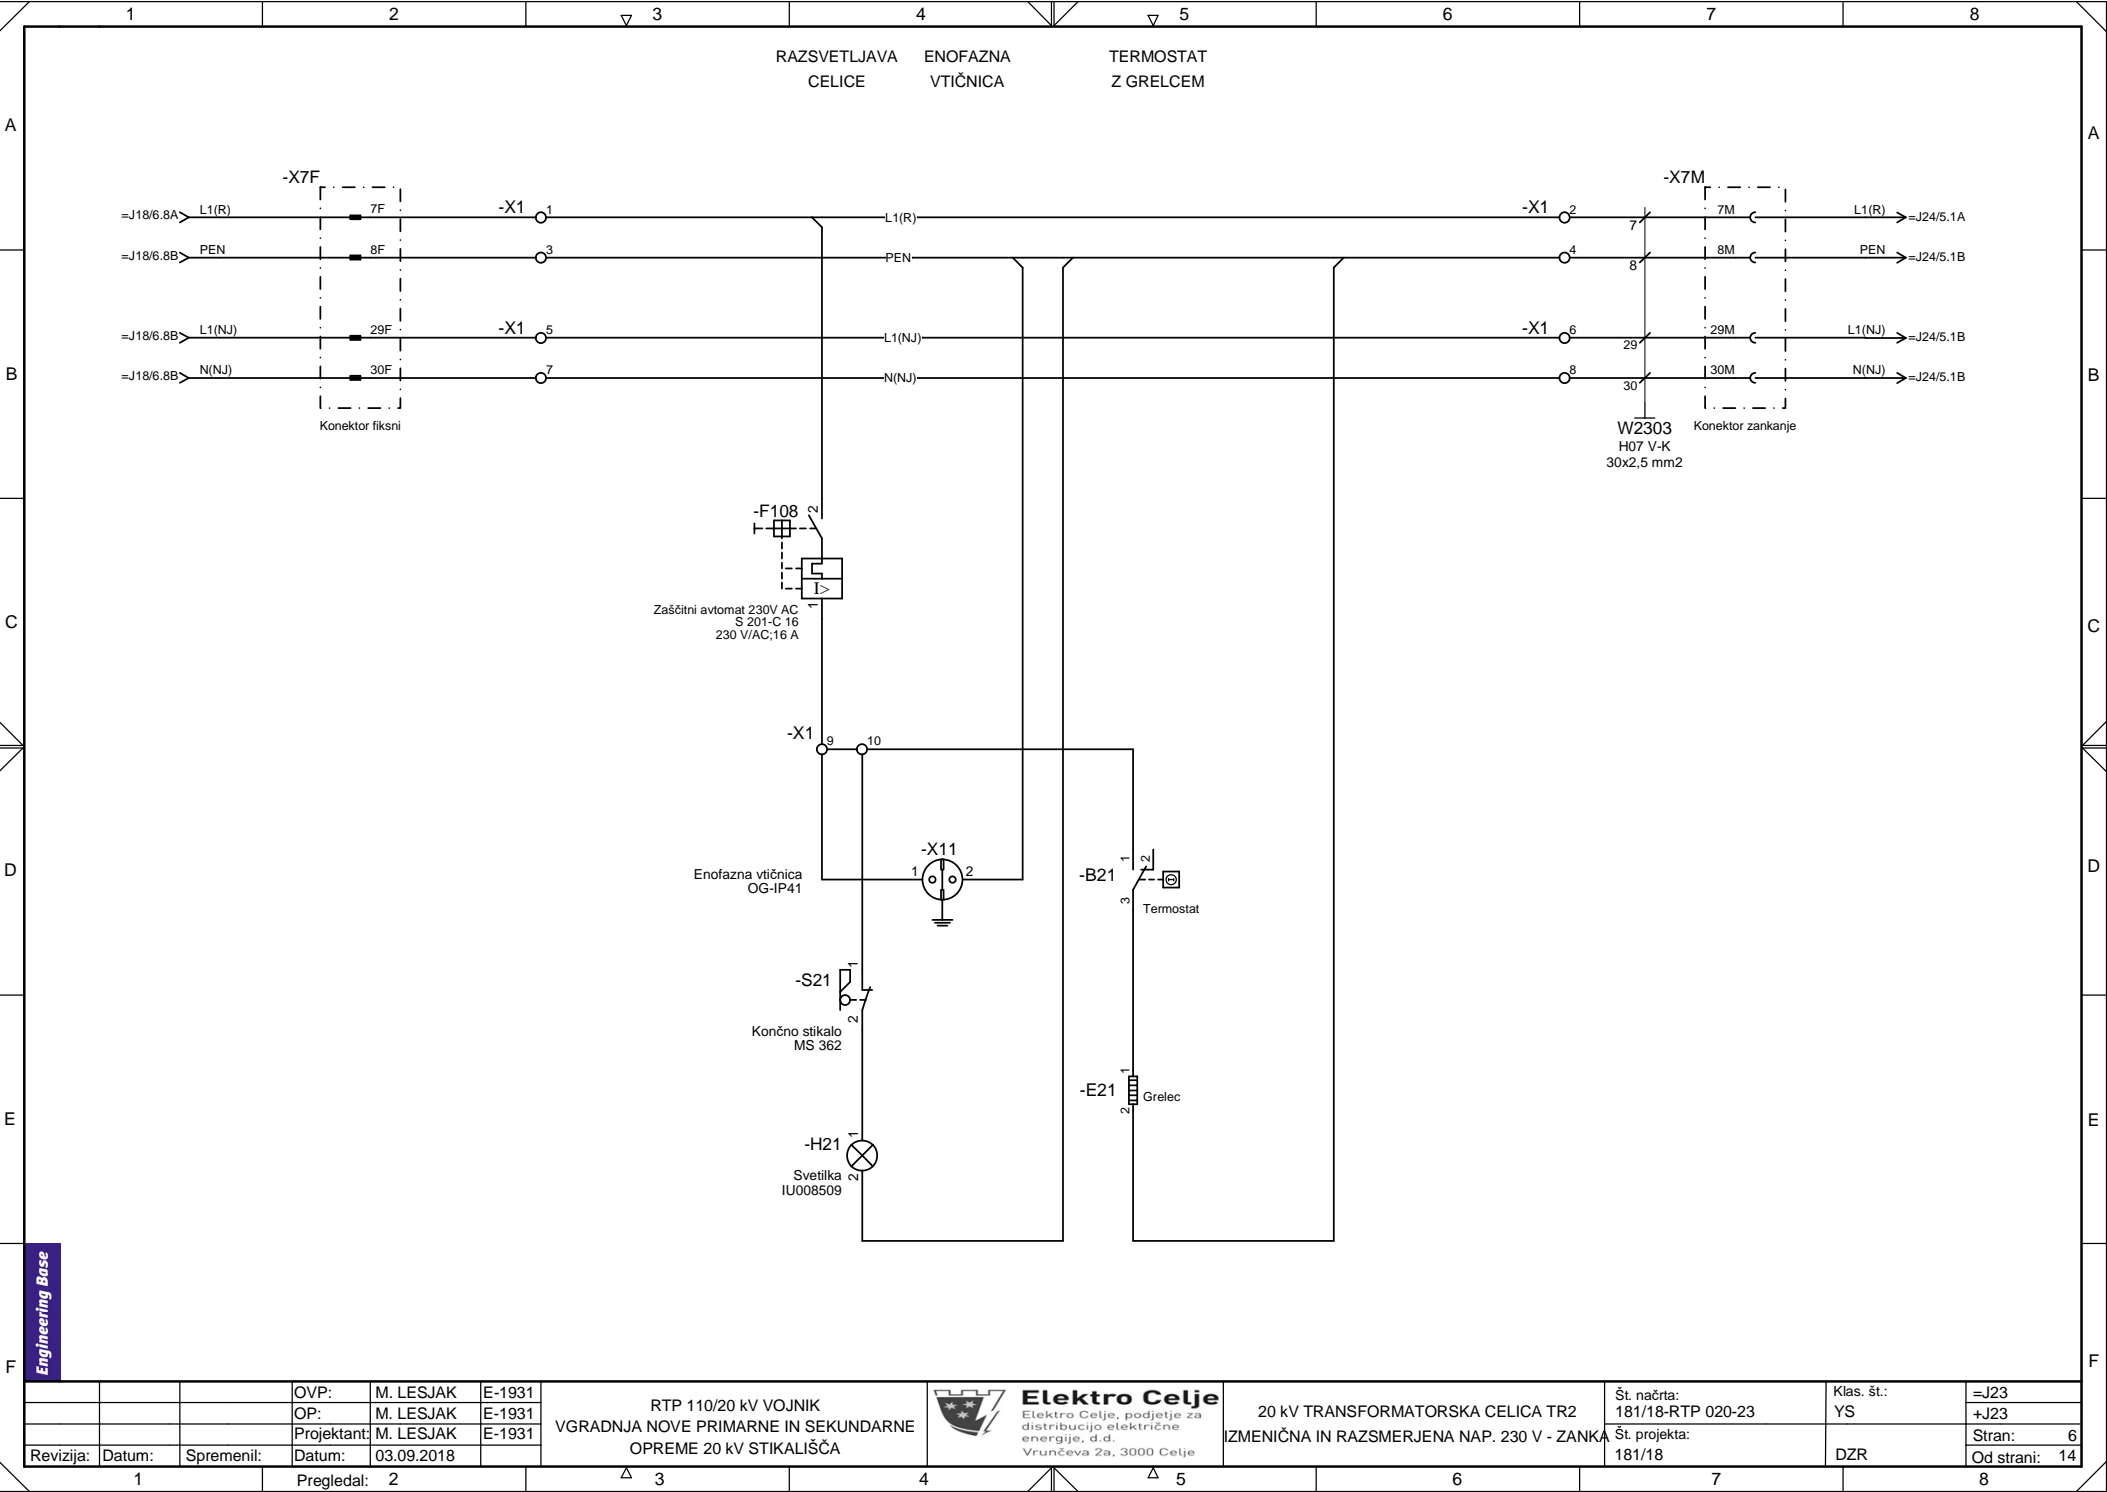 1 2 3 4 5 6 7 8
RAZSVETLJAVA CELICE
ENOFAZNA VTIČNICA
TERMOSTAT Z GRELCEM
A A
-X7F
-X7M
=J18/6.8A L1(R) 7F -X1 1 L1(R) -X1 2 7 7M L1(R) =J24/5.1A
=J18/6.8B PEN 8F 3 PEN 4 8 8M PEN =J24/5.1B
=J18/6.8B L1(NJ) 29F -X1 5 L1(NJ) -X1 6 29 29M L1(NJ) =J24/5.1B
=J18/6.8B N(NJ) 30F 7 N(NJ) 8 30 30M N(NJ) =J24/5.1B
B B
Konektor fiksni
Konektor zankanje
W2303
H07 V-K
30x2,5 mm2
-F108 2
I>
1
Zaščitni avtomat 230V AC
S 201-C 16
230 V/AC;16 A
C C
-X1 9 10
-X11
1 2
Enofazna vtičnica
OG-IP41
D D
-B21 1 2
3
Termostat
-S21 1
2
Končno stikalo
MS 362
-E21 1
2
Grelec
E E
-H21 1
2
Svetilka
IU008509
Engineering Base
F F
OVP: M. LESJAK E-1931
OP: M. LESJAK E-1931
Projektant: M. LESJAK E-1931
Revizija: Datum: Spremenil: Datum: 03.09.2018
Pregledal:
RTP 110/20 kV VOJNIK
VGRADNJA NOVE PRIMARNE IN SEKUNDARNE
OPREME 20 kV STIKALIŠČA
Elektro Celje
Elektro Celje, podjetje za
distribucijo električne
energije, d.d.
Vrunčeva 2a, 3000 Celje
20 kV TRANSFORMATORSKA CELICA TR2
IZMENIČNA IN RAZSMERJENA NAP. 230 V - ZANKA
Št. načrta:
181/18-RTP 020-23
Št. projekta:
181/18
Klas. št.:
YS
DZR
=J23
+J23
Stran: 6
Od strani: 14
1 2 3 4 5 6 7 8